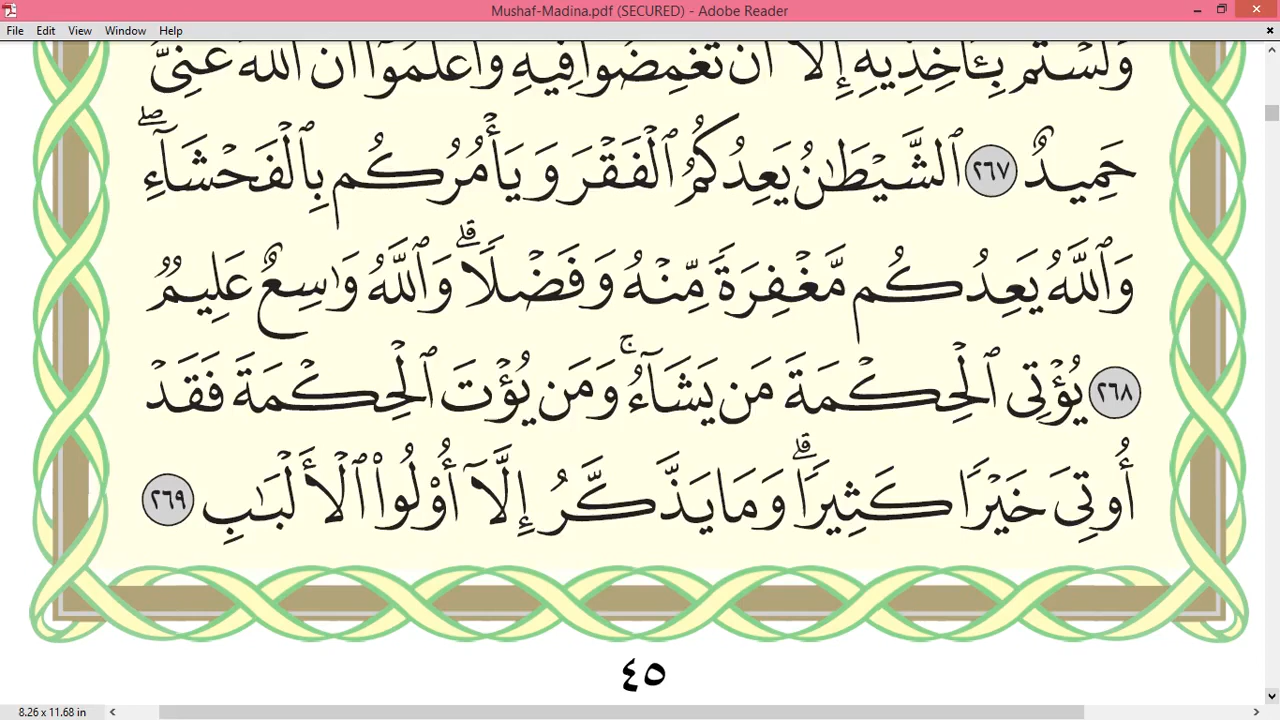 Mushaf-Madina.pdf (SECURED) - Adobe Reader
File Edit View Window Help
وَلَسْتُم بِـَٔاخِذِيهِ إِلَّآ أَن تُغْمِضُوا۟ فِيهِ وَٱعْلَمُوٓا۟ أَنَّ ٱللَّهَ غَنِىٌّ
حَمِيدٌ ٢٦٧ ٱلشَّيْطَٰنُ يَعِدُكُمُ ٱلْفَقْرَ وَيَأْمُرُكُم بِٱلْفَحْشَآءِ ۖ
وَٱللَّهُ يَعِدُكُم مَّغْفِرَةً مِّنْهُ وَفَضْلًا ۗ وَٱللَّهُ وَٰسِعٌ عَلِيمٌ
٢٦٨ يُؤْتِى ٱلْحِكْمَةَ مَن يَشَآءُ ۚ وَمَن يُؤْتَ ٱلْحِكْمَةَ فَقَدْ
أُوتِىَ خَيْرًا كَثِيرًا ۗ وَمَا يَذَّكَّرُ إِلَّآ أُو۟لُوا۟ ٱلْأَلْبَٰبِ ٢٦٩
٤٥
8.26 x 11.68 in